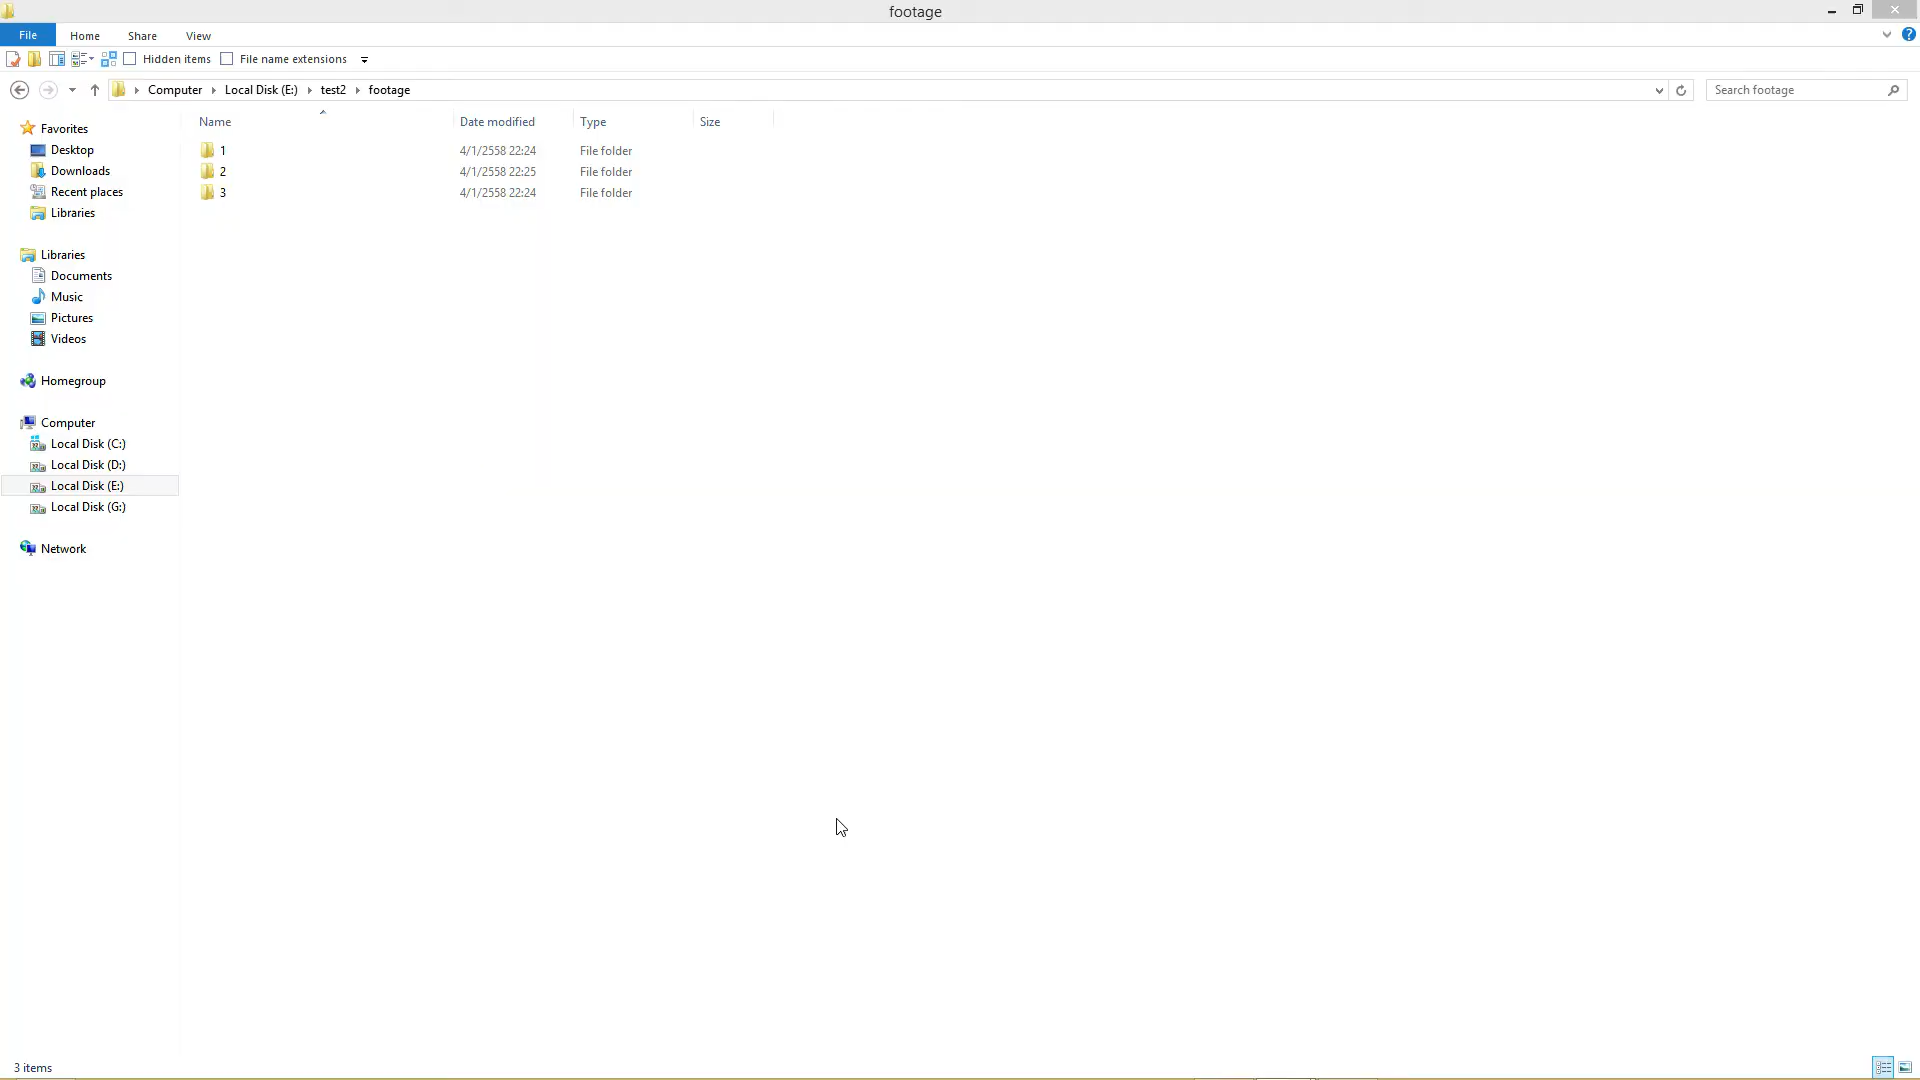 footage
File Home Share View
Hidden items File name extensions
Computer Local Disk (E:) test2 footage Search footage
Name Date modified Type Size
1 4/1/2558 22:24 File folder
2 4/1/2558 22:25 File folder
3 4/1/2558 22:24 File folder
Favorites
Desktop
Downloads
Recent places
Libraries
Libraries
Documents
Music
Pictures
Videos
Homegroup
Computer
Local Disk (C:)
Local Disk (D:)
Local Disk (E:)
Local Disk (G:)
Network
3 items